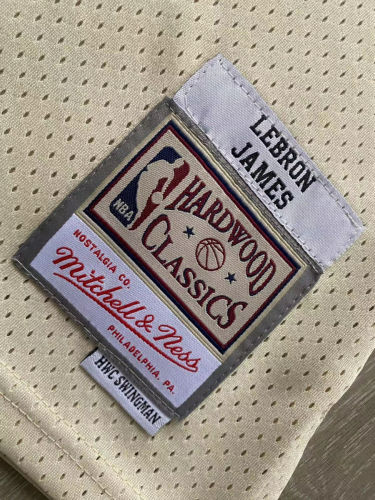 LEBRON
JAMES
NBA
HARDWOOD
CLASSICS
NOSTALGIA CO.
Mitchell & Ness
PHILADELPHIA, PA.
HWC SWINGMAN